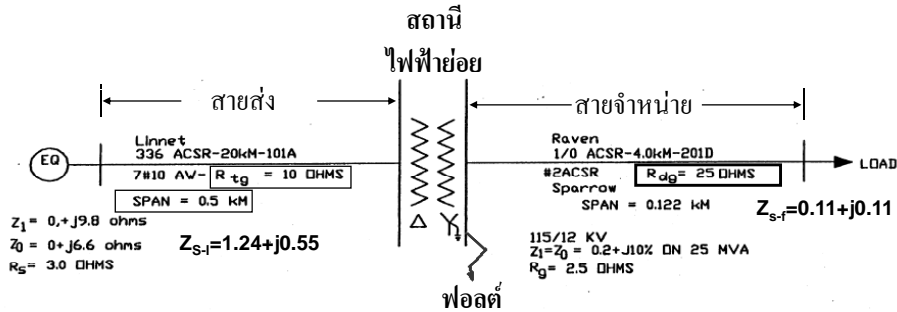 สถานี
ไฟฟ้าย่อย
สายส่ง
สายจำหน่าย
EQ
Linnet
336 ACSR-20kM-101A
7#10 AW- R tg = 10 OHMS
SPAN = 0.5 kM
Z1= 0,+j9.8 ohms
Z0= 0+j6.6 ohms
RS= 3.0 OHMS
ZS-l=1.24+j0.55
Δ
Y
Raven
1/0 ACSR-4.0kM-201D
LOAD
#2ACSR
Rdg= 25 OHMS
Sparrow
SPAN = 0.122 kM
ZS-f=0.11+j0.11
115/12 KV
Z1=Z0 = 0.2+J10% ON 25 MVA
Rg= 2.5 OHMS
ฟอลต์